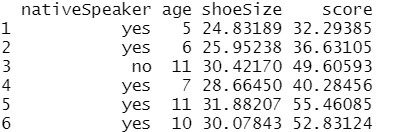 nativeSpeaker age shoeSize score
1 yes 5 24.83189 32.29385
2 yes 6 25.95238 36.63105
3 no 11 30.42170 49.60593
4 yes 7 28.66450 40.28456
5 yes 11 31.88207 55.46085
6 yes 10 30.07843 52.83124